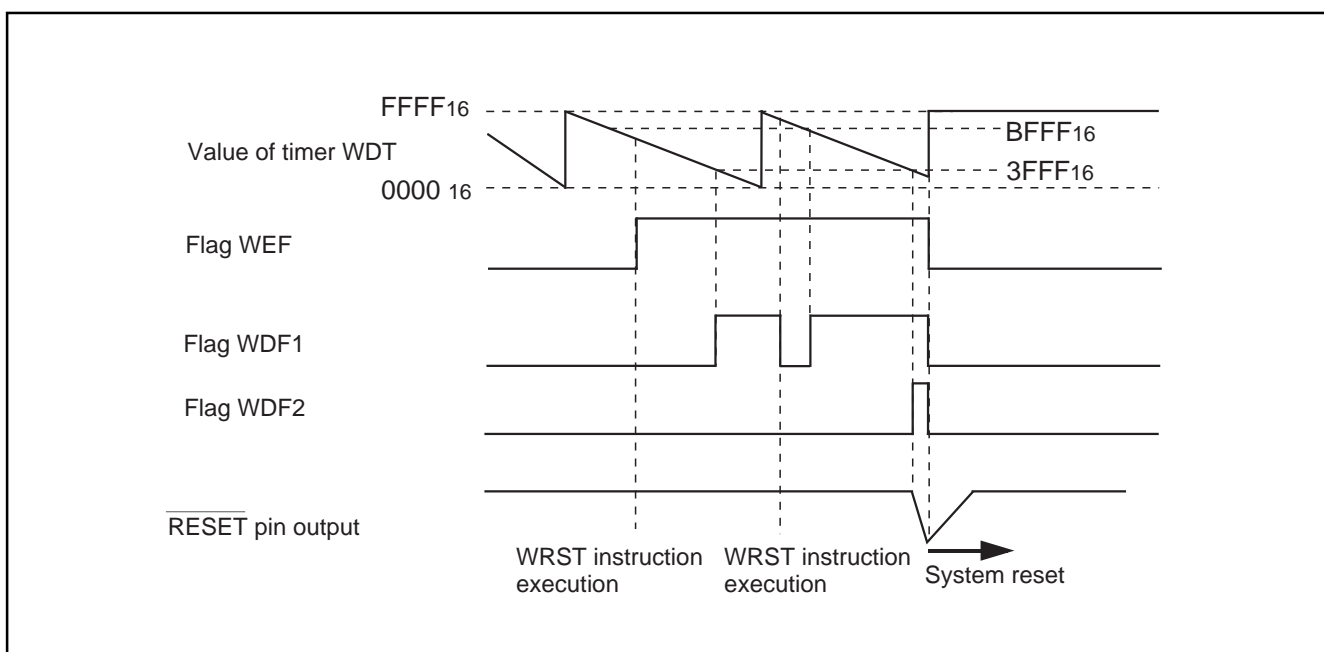 FFFF16
BFFF16
Value of timer WDT
3FFF16
0000 16
Flag WEF
Flag WDF1
Flag WDF2
RESET pin output
WRST instruction
execution
WRST instruction
execution
System reset